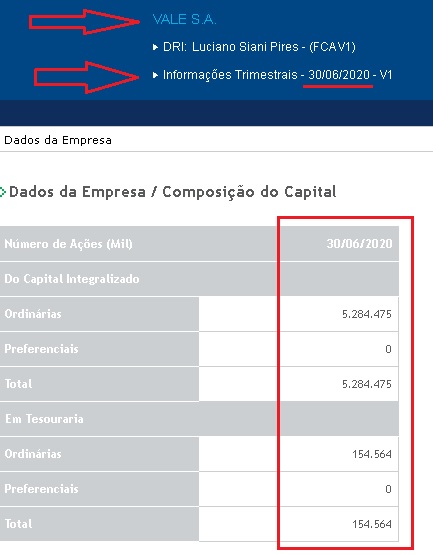 VALE S.A.
DRI: Luciano Siani Pires - (FCAV1)
Informações Trimestrais - 30/06/2020 - V1
Dados da Empresa
Dados da Empresa / Composição do Capital
Número de Ações (Mil) 30/06/2020
Do Capital Integralizado
Ordinárias 5.284.475
Preferenciais 0
Total 5.284.475
Em Tesouraria
Ordinárias 154.564
Preferenciais 0
Total 154.564